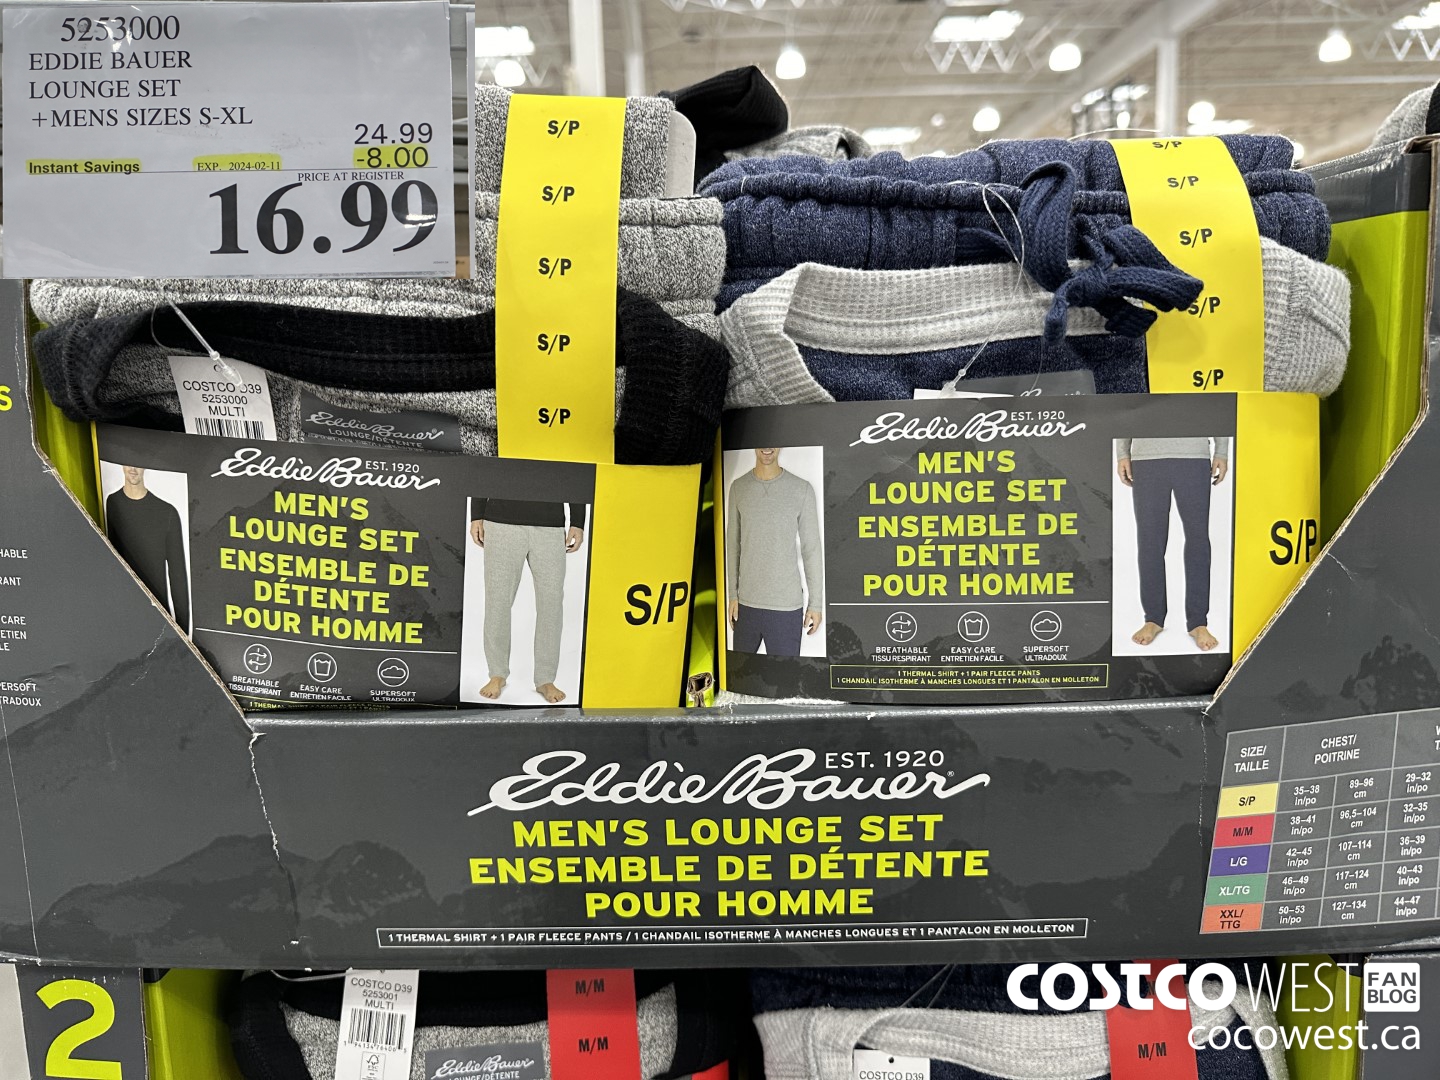 5253000
EDDIE BAUER
LOUNGE SET
+MENS SIZES S-XL
24.99
Instant Savings EXP. 2024-02-11 -8.00
PRICE AT REGISTER
16.99
S/P
S/P
S/P
S/P
S/P
S/P
S/P
S/P
S/P
S/P
COSTCO D39
5253000
MULTI
Eddie Bauer
LOUNGE/DÉTENTE
Eddie Bauer EST. 1920
MEN'S
LOUNGE SET
ENSEMBLE DE
DÉTENTE
POUR HOMME
BREATHABLE
TISSU RESPIRANT
EASY CARE
ENTRETIEN FACILE
SUPERSOFT
ULTRADOUX
S/P
Eddie Bauer EST. 1920
MEN'S
LOUNGE SET
ENSEMBLE DE
DÉTENTE
POUR HOMME
BREATHABLE
TISSU RESPIRANT
EASY CARE
ENTRETIEN FACILE
SUPERSOFT
ULTRADOUX
1 THERMAL SHIRT + 1 PAIR FLEECE PANTS
1 CHANDAIL ISOTHERME À MANCHES LONGUES ET 1 PANTALON EN MOLLETON
S/P
Eddie Bauer EST. 1920
MEN'S LOUNGE SET
ENSEMBLE DE DÉTENTE
POUR HOMME
1 THERMAL SHIRT + 1 PAIR FLEECE PANTS / 1 CHANDAIL ISOTHERME À MANCHES LONGUES ET 1 PANTALON EN MOLLETON
SIZE/TAILLE CHEST/POITRINE
S/P 35–38 in/po 89–96 cm 29–32 in/po
M/M 38–41 in/po 96,5–104 cm 32-35 in/po
L/G 42–45 in/po 107–114 cm 36–39 in/po
XL/TG 46–49 in/po 117–124 cm 40–43 in/po
XXL/TTG 50–53 in/po 127–134 cm 44–47 in/po
2
COSTCO D39
5253001
MULTI
M/M
M/M
Eddie Bauer
M/M
COSTCO D39
COSTCO WEST FAN BLOG
cocowest.ca